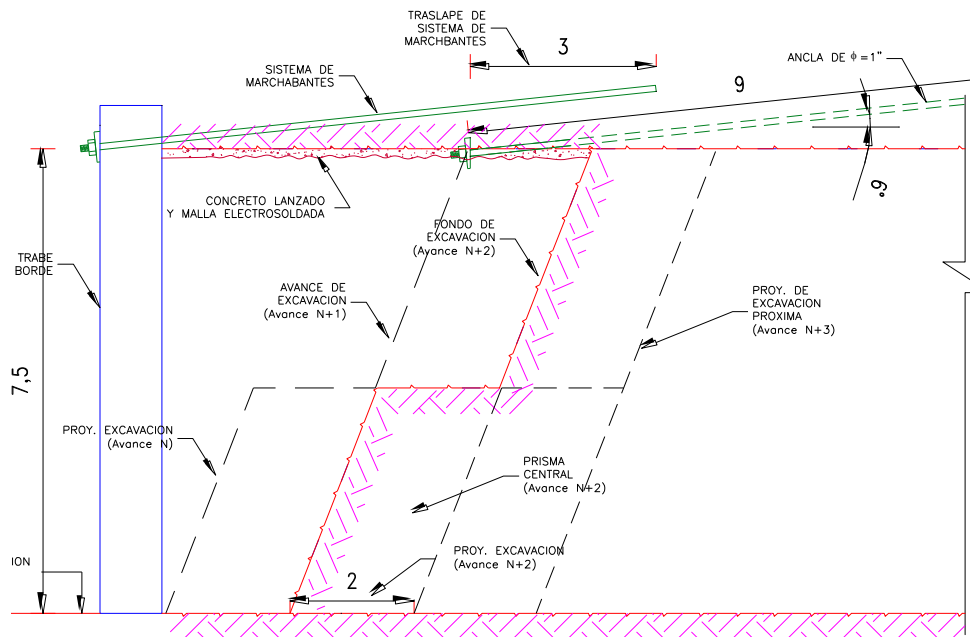 TRASLAPE DE
SISTEMA DE
MARCHBANTES
3
ANCLA DE ϕ=1"
SISTEMA DE
MARCHABANTES
9
6°
CONCRETO LANZADO
Y MALLA ELECTROSOLDADA
FONDO DE
EXCAVACION
(Avance N+2)
TRABE
BORDE
AVANCE DE
EXCAVACION
(Avance N+1)
PROY. DE
EXCAVACION
PROXIMA
(Avance N+3)
7,5
PROY. EXCAVACION
(Avance N)
PRISMA
CENTRAL
(Avance N+2)
ION
PROY. EXCAVACION
(Avance N+2)
2